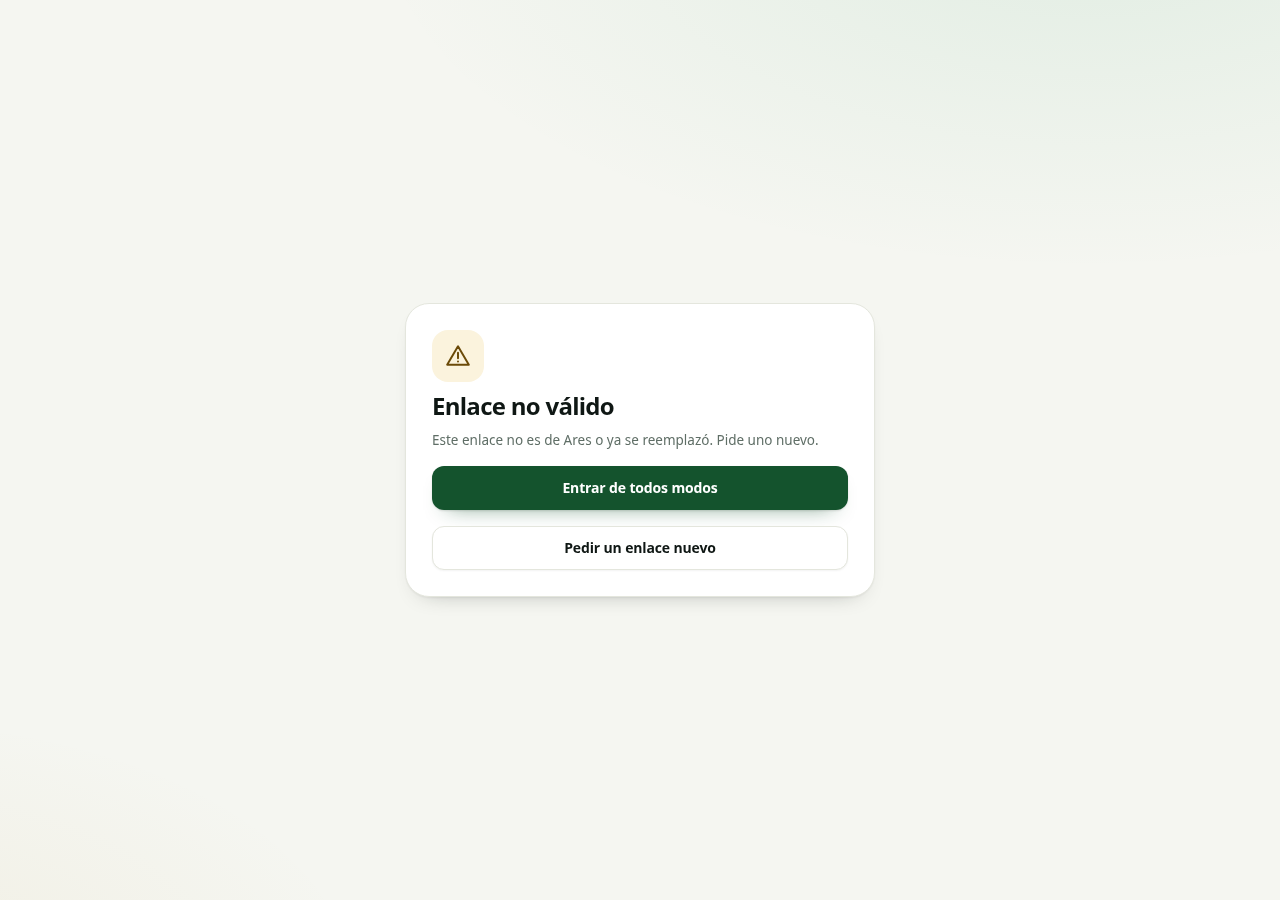 Enlace no válido
Este enlace no es de Ares o ya se reemplazó. Pide uno nuevo.
Entrar de todos modos
Pedir un enlace nuevo